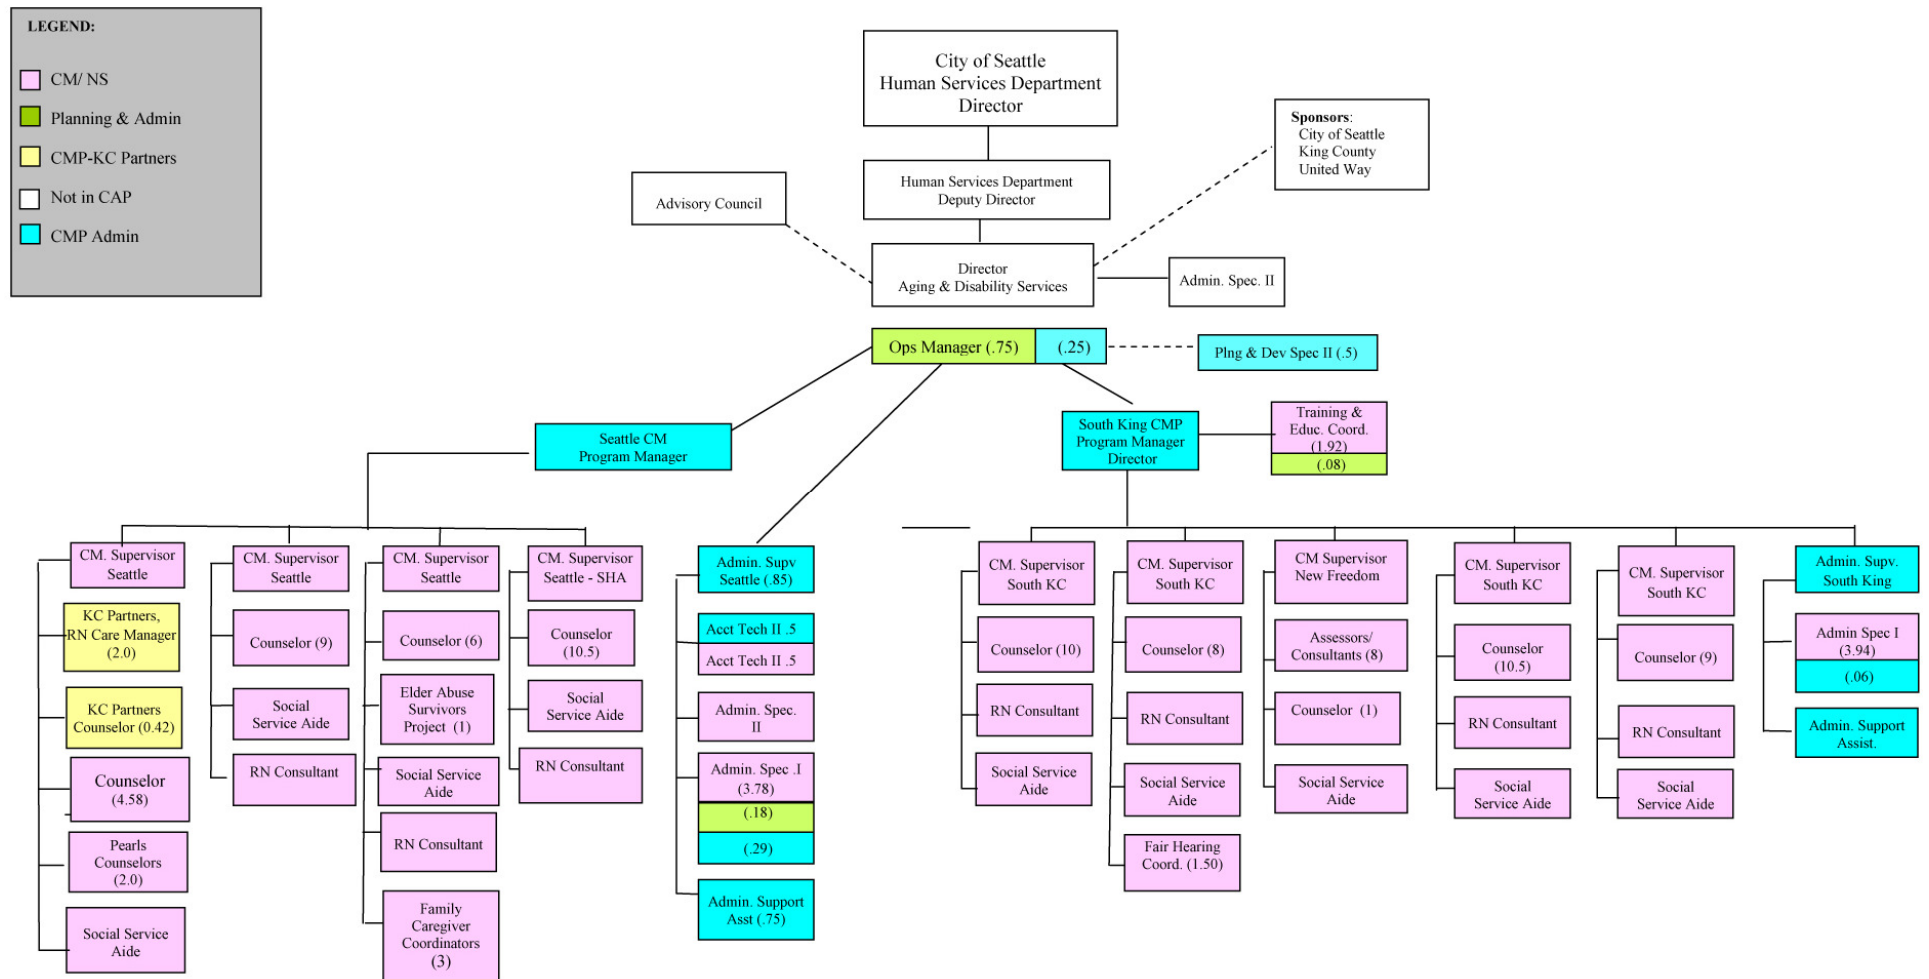 LEGEND:
CM/ NS
Planning & Admin
CMP-KC Partners
Not in CAP
CMP Admin
City of Seattle
Human Services Department
Director
Sponsors:
City of Seattle
King County
United Way
Human Services Department
Deputy Director
Advisory Council
Director
Aging & Disability Services
Admin. Spec. II
Ops Manager (.75)
(.25)
Plng & Dev Spec II (.5)
Seattle CM
Program Manager
South King CMP
Program Manager
Director
Training &
Educ. Coord.
(1.92)
(.08)
CM. Supervisor
Seattle
KC Partners,
RN Care Manager
(2.0)
KC Partners
Counselor (0.42)
Counselor
(4.58)
Pearls
Counselors
(2.0)
Social Service
Aide
CM. Supervisor
Seattle
Counselor (9)
Social
Service Aide
RN Consultant
CM. Supervisor
Seattle
Counselor (6)
Elder Abuse
Survivors
Project (1)
Social Service
Aide
RN Consultant
Family
Caregiver
Coordinators
(3)
CM. Supervisor
Seattle - SHA
Counselor
(10.5)
Social
Service Aide
RN Consultant
Admin. Supv
Seattle (.85)
Acct Tech II .5
Acct Tech II .5
Admin. Spec.
II
Admin. Spec .I
(3.78)
(.18)
(.29)
Admin. Support
Asst (.75)
CM. Supervisor
South KC
Counselor (10)
RN Consultant
Social Service
Aide
CM. Supervisor
South KC
Counselor (8)
RN Consultant
Social Service
Aide
Fair Hearing
Coord. (1.50)
CM Supervisor
New Freedom
Assessors/
Consultants (8)
Counselor (1)
Social Service
Aide
CM. Supervisor
South KC
Counselor
(10.5)
RN Consultant
Social
Service Aide
CM. Supervisor
South KC
Counselor (9)
RN Consultant
Social
Service Aide
Admin. Supv.
South King
Admin Spec I
(3.94)
(.06)
Admin. Support
Assist.